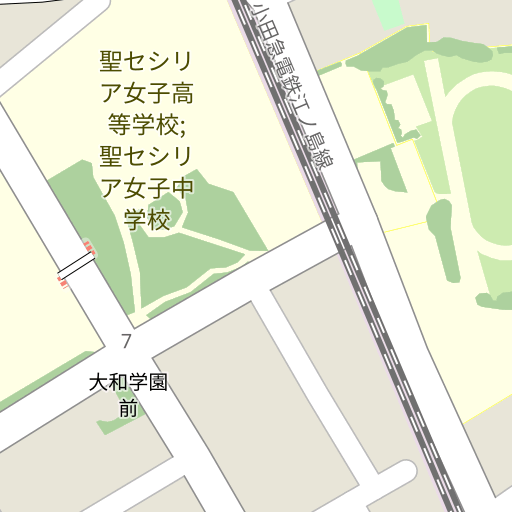 聖セシリ
ア女子高
等学校;
聖セシリ
ア女子中
学校
小田急電鉄江ノ島線
7
大和学園
前